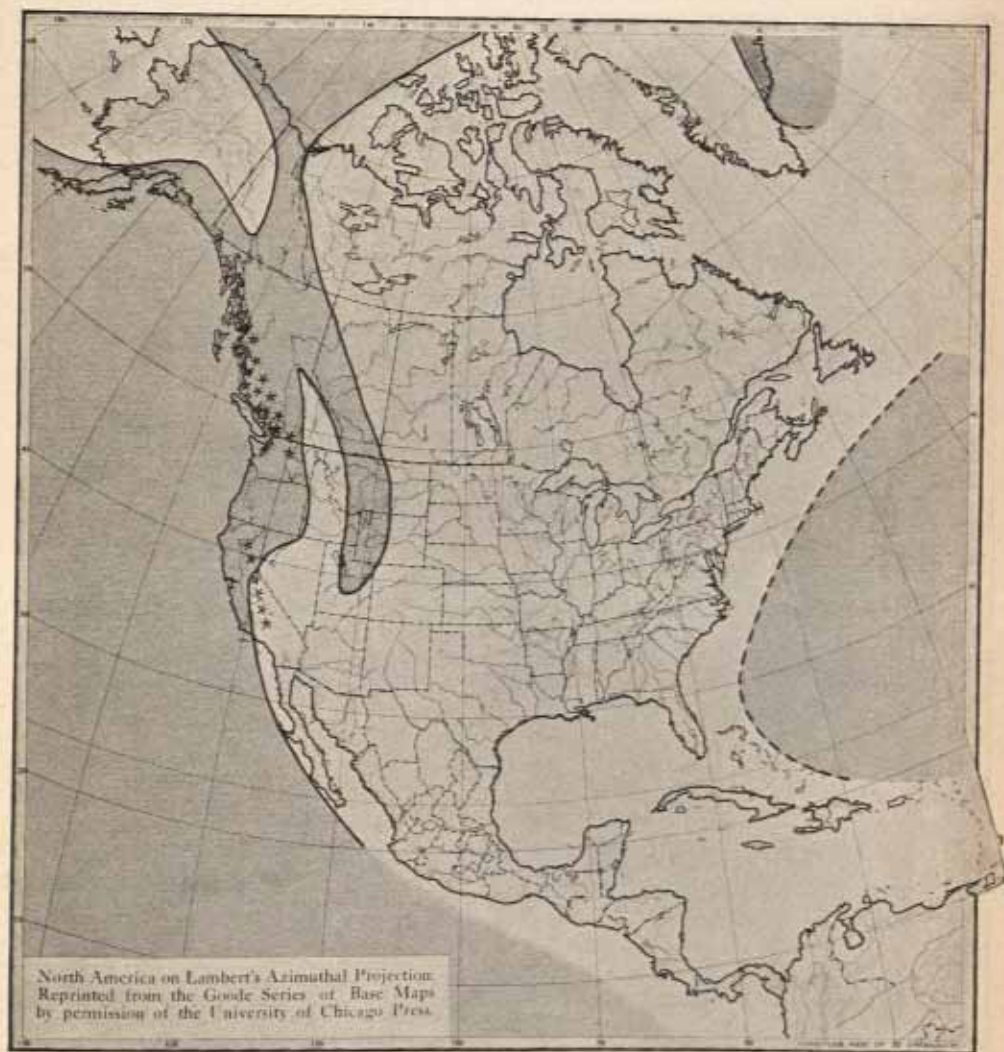 North America on Lambert's Azimuthal Projection:
Reprinted from the Goode Series of Base Maps
by permission of the University of Chicago Press.